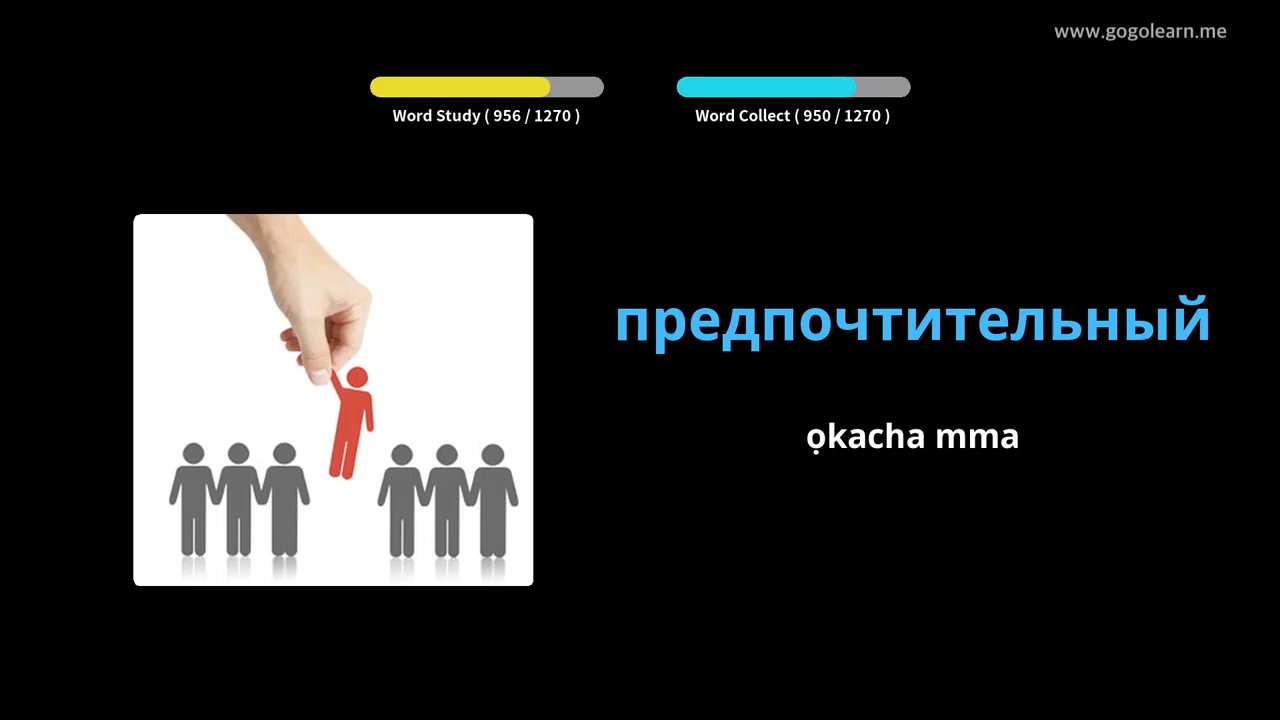 www.gogolearn.me
Word Study ( 956 / 1270 )
Word Collect ( 950 / 1270 )
предпочтительный
ọkacha mma